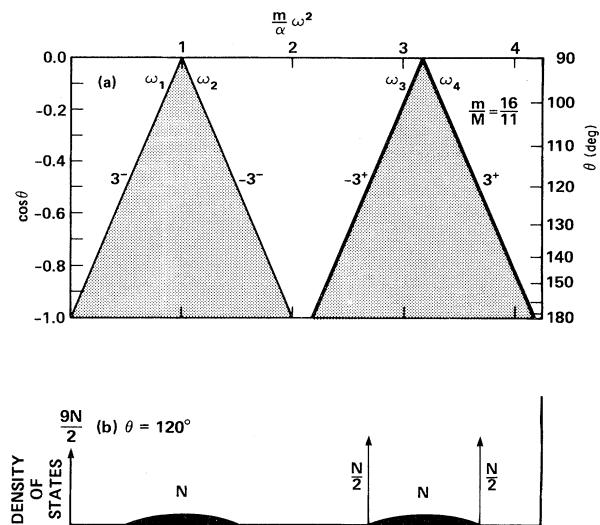 m/α ω²
1 2 3 4
0.0 (a) ω₁ ω₂ ω₃ ω₄ 90
m/M = 16/11
-0.2 100
-0.4 110
3⁻ -3⁻ -3⁺ 3⁺ 120
-0.6 130
-0.8 140
150
-1.0 180
cosθ
θ (deg)
9N/2 (b) θ = 120°
DENSITY
OF
STATES
N N/2 N N/2